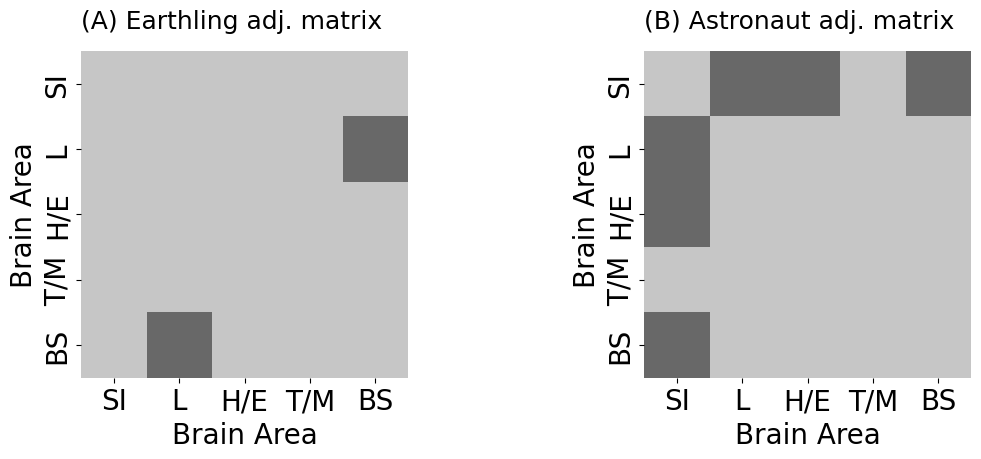 (A) Earthling adj. matrix
Brain Area
SI
L
H/E
T/M
BS
SI L H/E T/M BS
Brain Area
(B) Astronaut adj. matrix
Brain Area
SI
L
H/E
T/M
BS
SI L H/E T/M BS
Brain Area